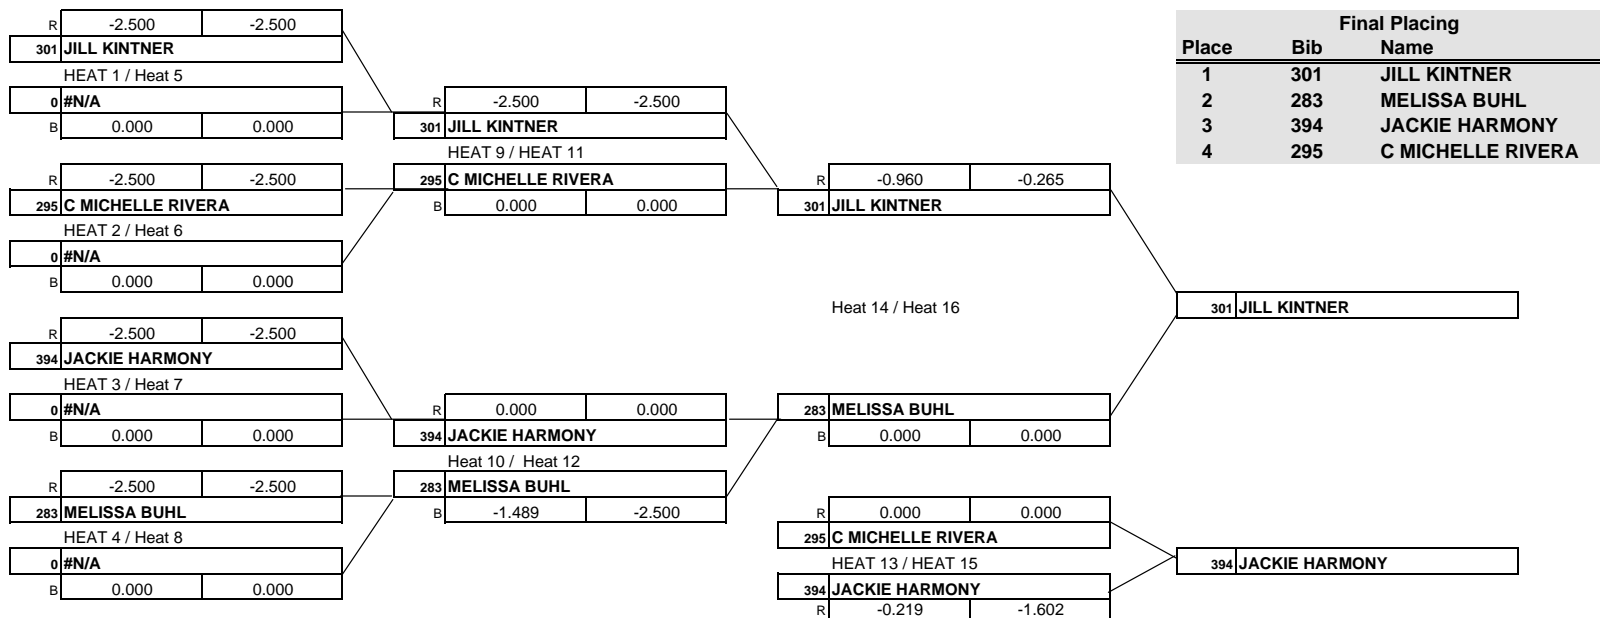 R -2.500 -2.500
301 JILL KINTNER
HEAT 1 / Heat 5
0 #N/A
B 0.000 0.000
R -2.500 -2.500
295 C MICHELLE RIVERA
HEAT 2 / Heat 6
0 #N/A
B 0.000 0.000
R -2.500 -2.500
394 JACKIE HARMONY
HEAT 3 / Heat 7
0 #N/A
B 0.000 0.000
R -2.500 -2.500
283 MELISSA BUHL
HEAT 4 / Heat 8
0 #N/A
B 0.000 0.000
R -2.500 -2.500
301 JILL KINTNER
HEAT 9 / HEAT 11
295 C MICHELLE RIVERA
B 0.000 0.000
R 0.000 0.000
394 JACKIE HARMONY
Heat 10 / Heat 12
283 MELISSA BUHL
B -1.489 -2.500
R -0.960 -0.265
301 JILL KINTNER
Heat 14 / Heat 16
283 MELISSA BUHL
B 0.000 0.000
R 0.000 0.000
295 C MICHELLE RIVERA
HEAT 13 / HEAT 15
394 JACKIE HARMONY
R -0.219 -1.602
301 JILL KINTNER
394 JACKIE HARMONY
Final Placing
Place Bib Name
1 301 JILL KINTNER
2 283 MELISSA BUHL
3 394 JACKIE HARMONY
4 295 C MICHELLE RIVERA